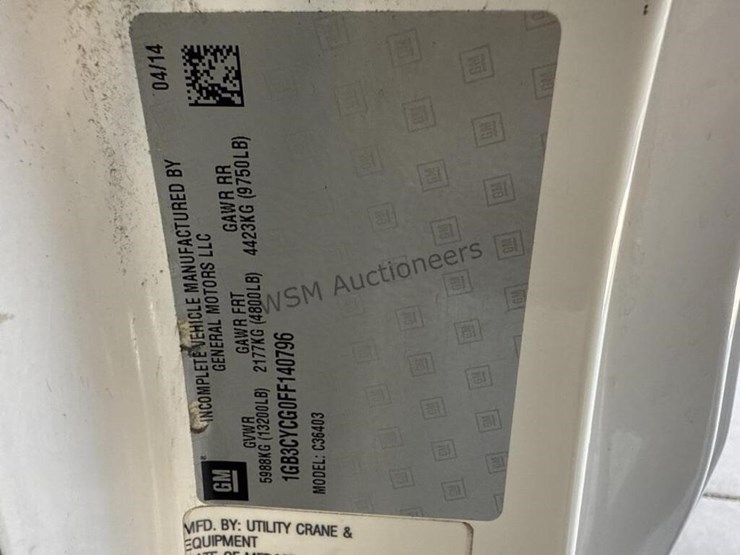 INCOMPLETE VEHICLE MANUFACTURED BY
GENERAL MOTORS LLC
04/14
GM
GVWR
GAWR FRT
GAWR RR
5988KG (13200LB)
2177KG (4800LB)
4423KG (9750LB)
1GB3CYCG0FF140796
MODEL: C36403
WSM Auctioneers
MFD. BY: UTILITY CRANE &
EQUIPMENT